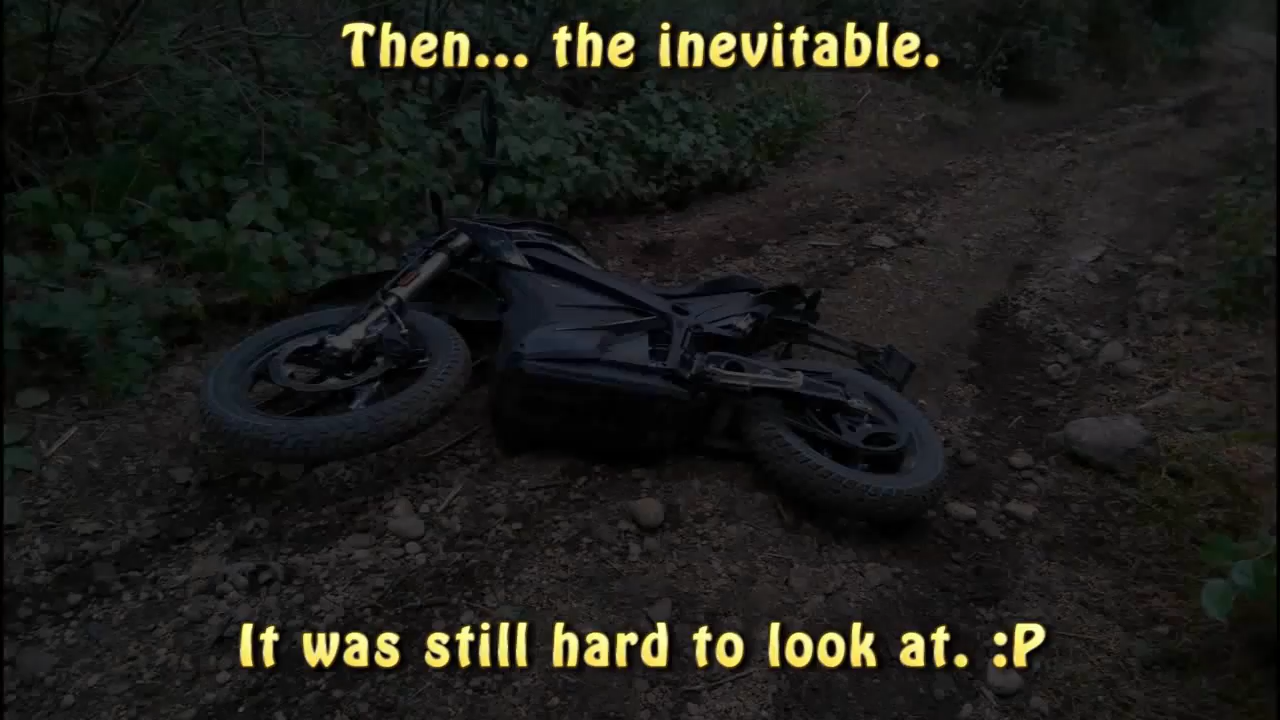 Then... the inevitable.
It was still hard to look at. :P